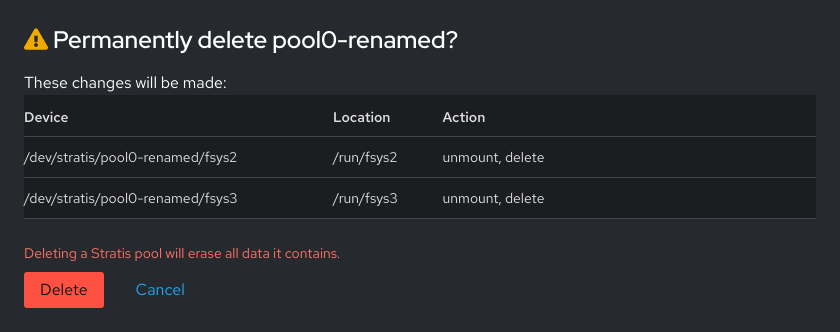 Permanently delete pool0-renamed?
These changes will be made:
Device Location Action
/dev/stratis/pool0-renamed/fsys2 /run/fsys2 unmount, delete
/dev/stratis/pool0-renamed/fsys3 /run/fsys3 unmount, delete
Deleting a Stratis pool will erase all data it contains.
Delete Cancel